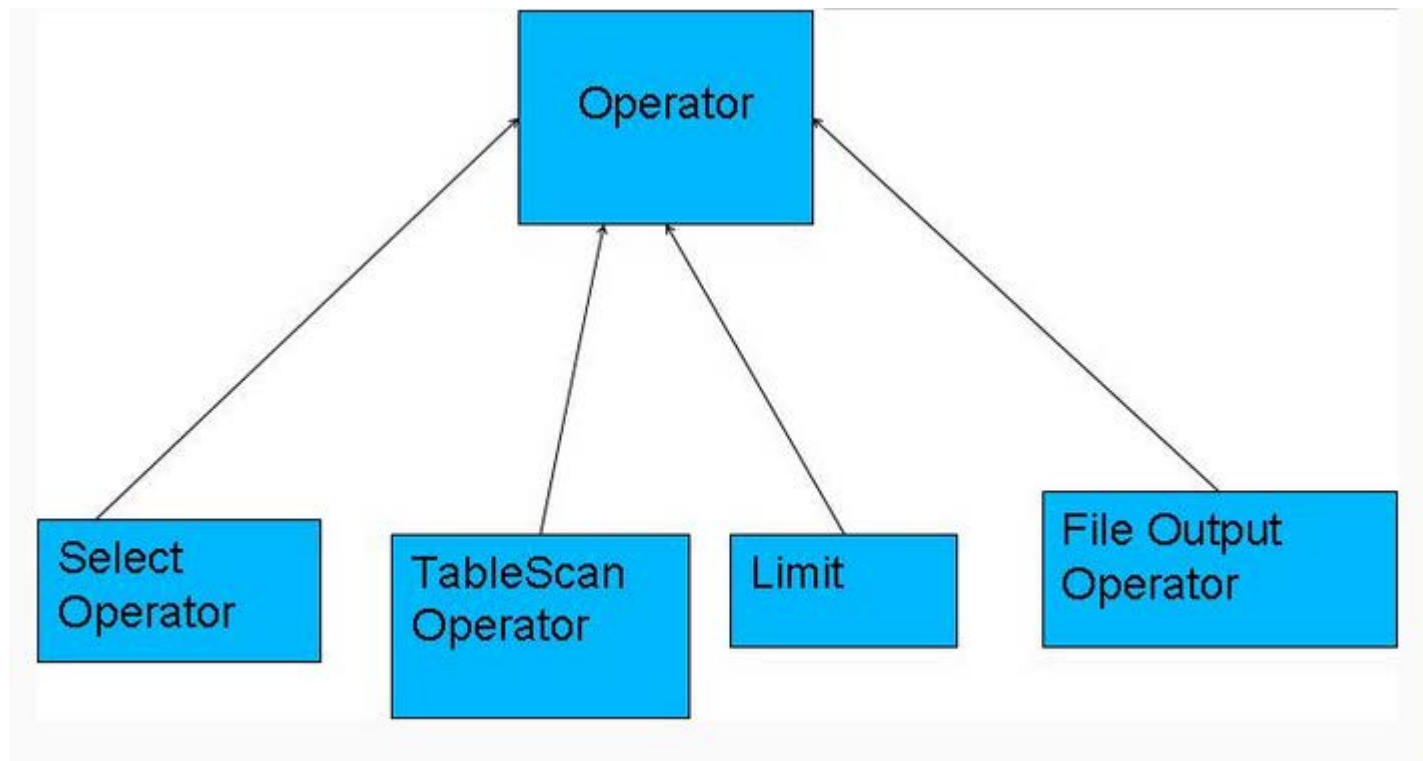 Operator
Select
Operator
TableScan
Operator
Limit
File Output
Operator